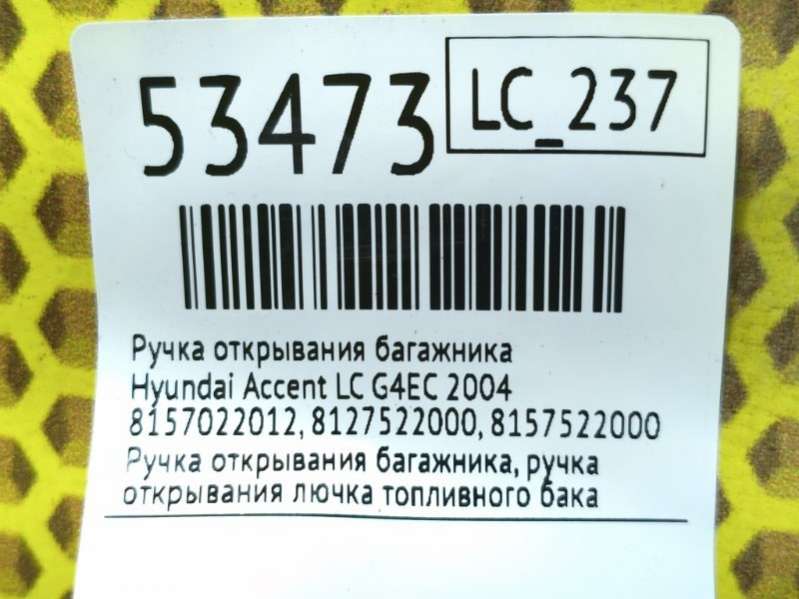 53473
LC_237
Ручка открывания багажника
Hyundai Accent LC G4EC 2004
8157022012, 8127522000, 8157522000
Ручка открывания багажника, ручка
открывания лючка топливного бака